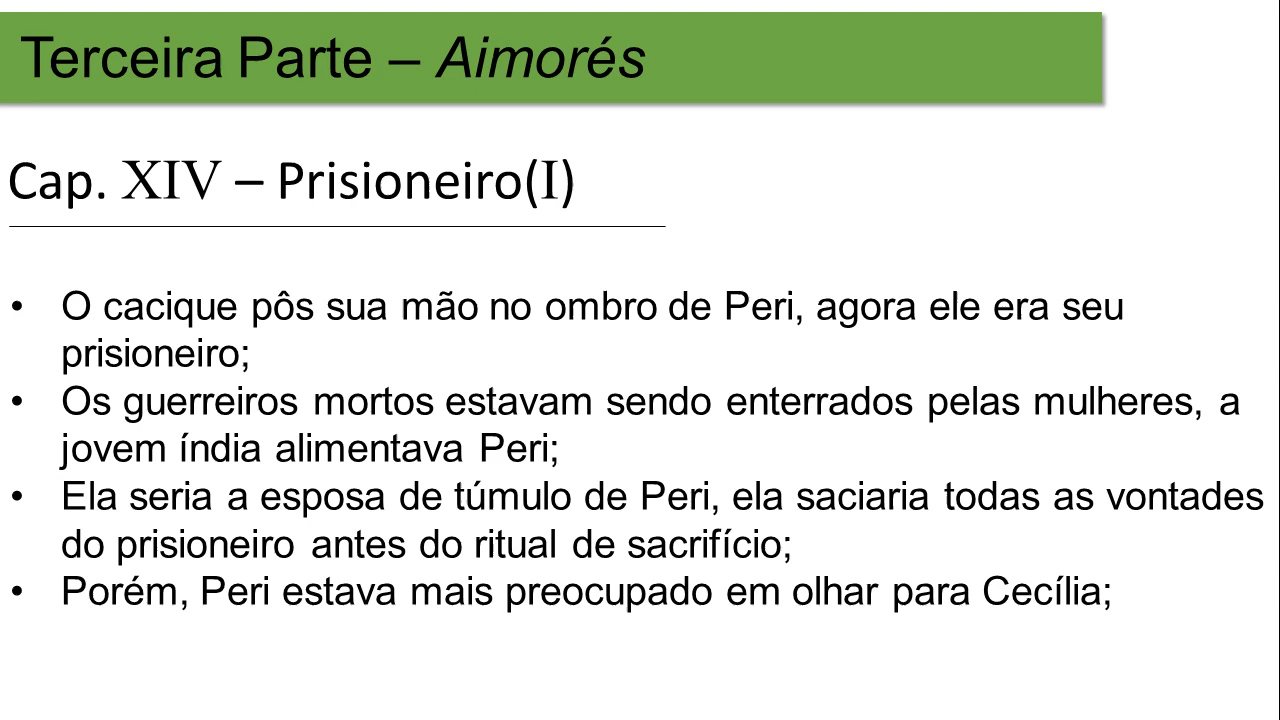 Terceira Parte – Aimorés
Cap. XIV – Prisioneiro(I)
• O cacique pôs sua mão no ombro de Peri, agora ele era seu
prisioneiro;
• Os guerreiros mortos estavam sendo enterrados pelas mulheres, a
jovem índia alimentava Peri;
• Ela seria a esposa de túmulo de Peri, ela saciaria todas as vontades
do prisioneiro antes do ritual de sacrifício;
• Porém, Peri estava mais preocupado em olhar para Cecília;